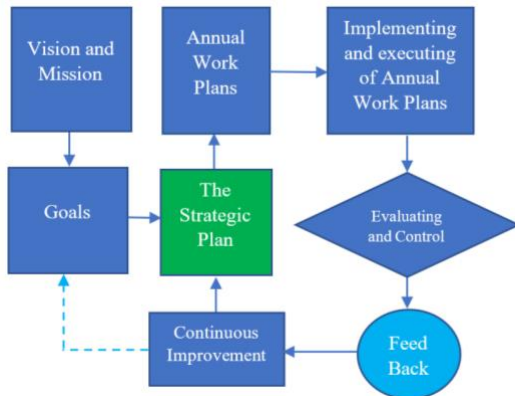 Vision and
Mission
Annual
Work
Plans
Implementing
and executing
of Annual
Work Plans
Goals
The
Strategic
Plan
Evaluating
and Control
Continuous
Improvement
Feed
Back